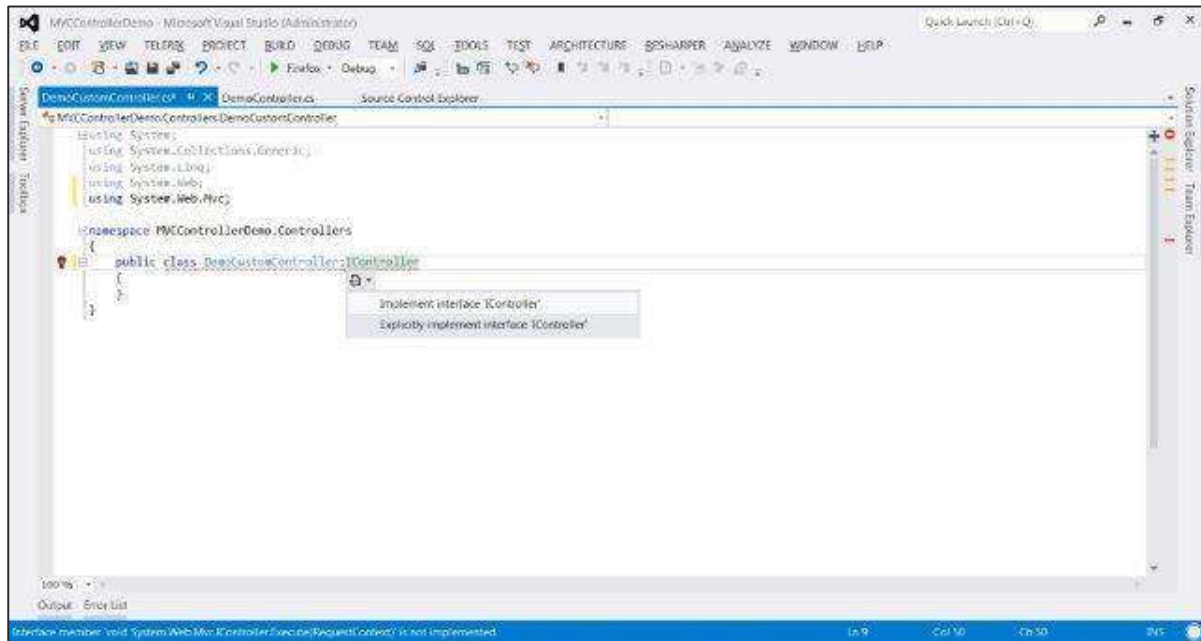 MVCControllerDemo - Microsoft Visual Studio (Administrator)
Quick Launch (Ctrl+Q)
FILE EDIT VIEW TELERIK PROJECT BUILD DEBUG TEAM SQL TOOLS TEST ARCHITECTURE RESHARPER ANALYZE WINDOW HELP
Firefox Debug
DemoCustomController.cs* DemoController.cs Source Control Explorer
MVCControllerDemo.Controllers.DemoCustomController
Server Explorer
Toolbox
using System;
using System.Collections.Generic;
using System.Linq;
using System.Web;
using System.Web.Mvc;
namespace MVCControllerDemo.Controllers
{
public class DemoCustomController:IController
{
}
}
Implement interface 'IController'
Explicitly implement interface 'IController'
Solution Explorer
Team Explorer
100 %
Output Error List
Interface member 'void System.Web.Mvc.IController.Execute(RequestContext)' is not implemented
Ln 9 Col 50 Ch 50 INS